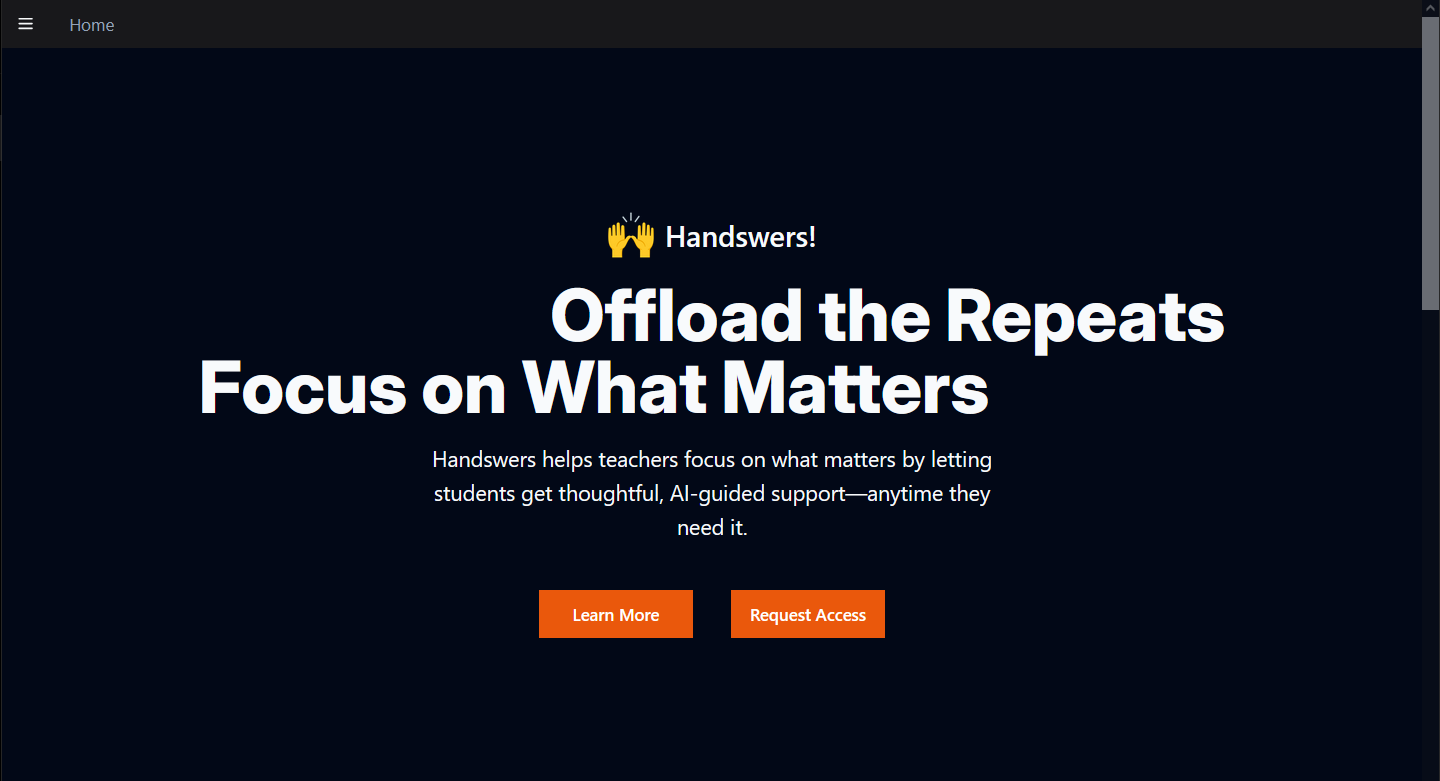 Home
Handswers!
Offload the Repeats
Focus on What Matters
Handswers helps teachers focus on what matters by letting
students get thoughtful, AI-guided support—anytime they
need it.
Learn More
Request Access